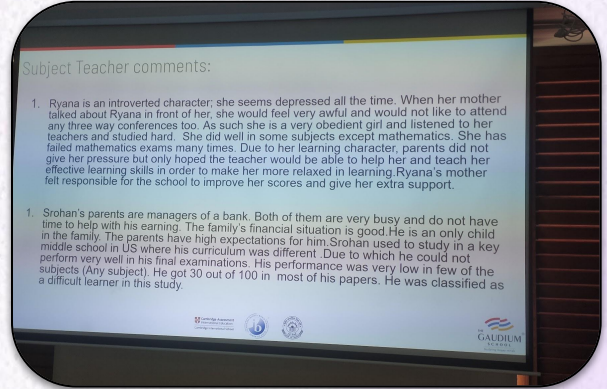 Subject Teacher comments:
1. Ryana is an introverted character; she seems depressed all the time. When her mother
talked about Ryana in front of her, she would feel very awful and would not like to attend
any three way conferences too. As such she is a very obedient girl and listened to her
teachers and studied hard. She did well in some subjects except mathematics. She has
failed mathematics exams many times. Due to her learning character, parents did not
give her pressure but only hoped the teacher would be able to help her and teach her
effective learning skills in order to make her more relaxed in learning.Ryana's mother
felt responsible for the school to improve her scores and give her extra support.
1. Srohan's parents are managers of a bank. Both of them are very busy and do not have
time to help with his earning. The family's financial situation is good.He is an only child
in the family. The parents have high expectations for him.Srohan used to study in a key
middle school in US where his curriculum was different .Due to which he could not
perform very well in his final examinations. His performance was very low in few of the
subjects (Any subject). He got 30 out of 100 in most of his papers. He was classified as
a difficult learner in this study.
Cambridge Assessment
International Education
Cambridge International School
THE
GAUDIUM
SCHOOL